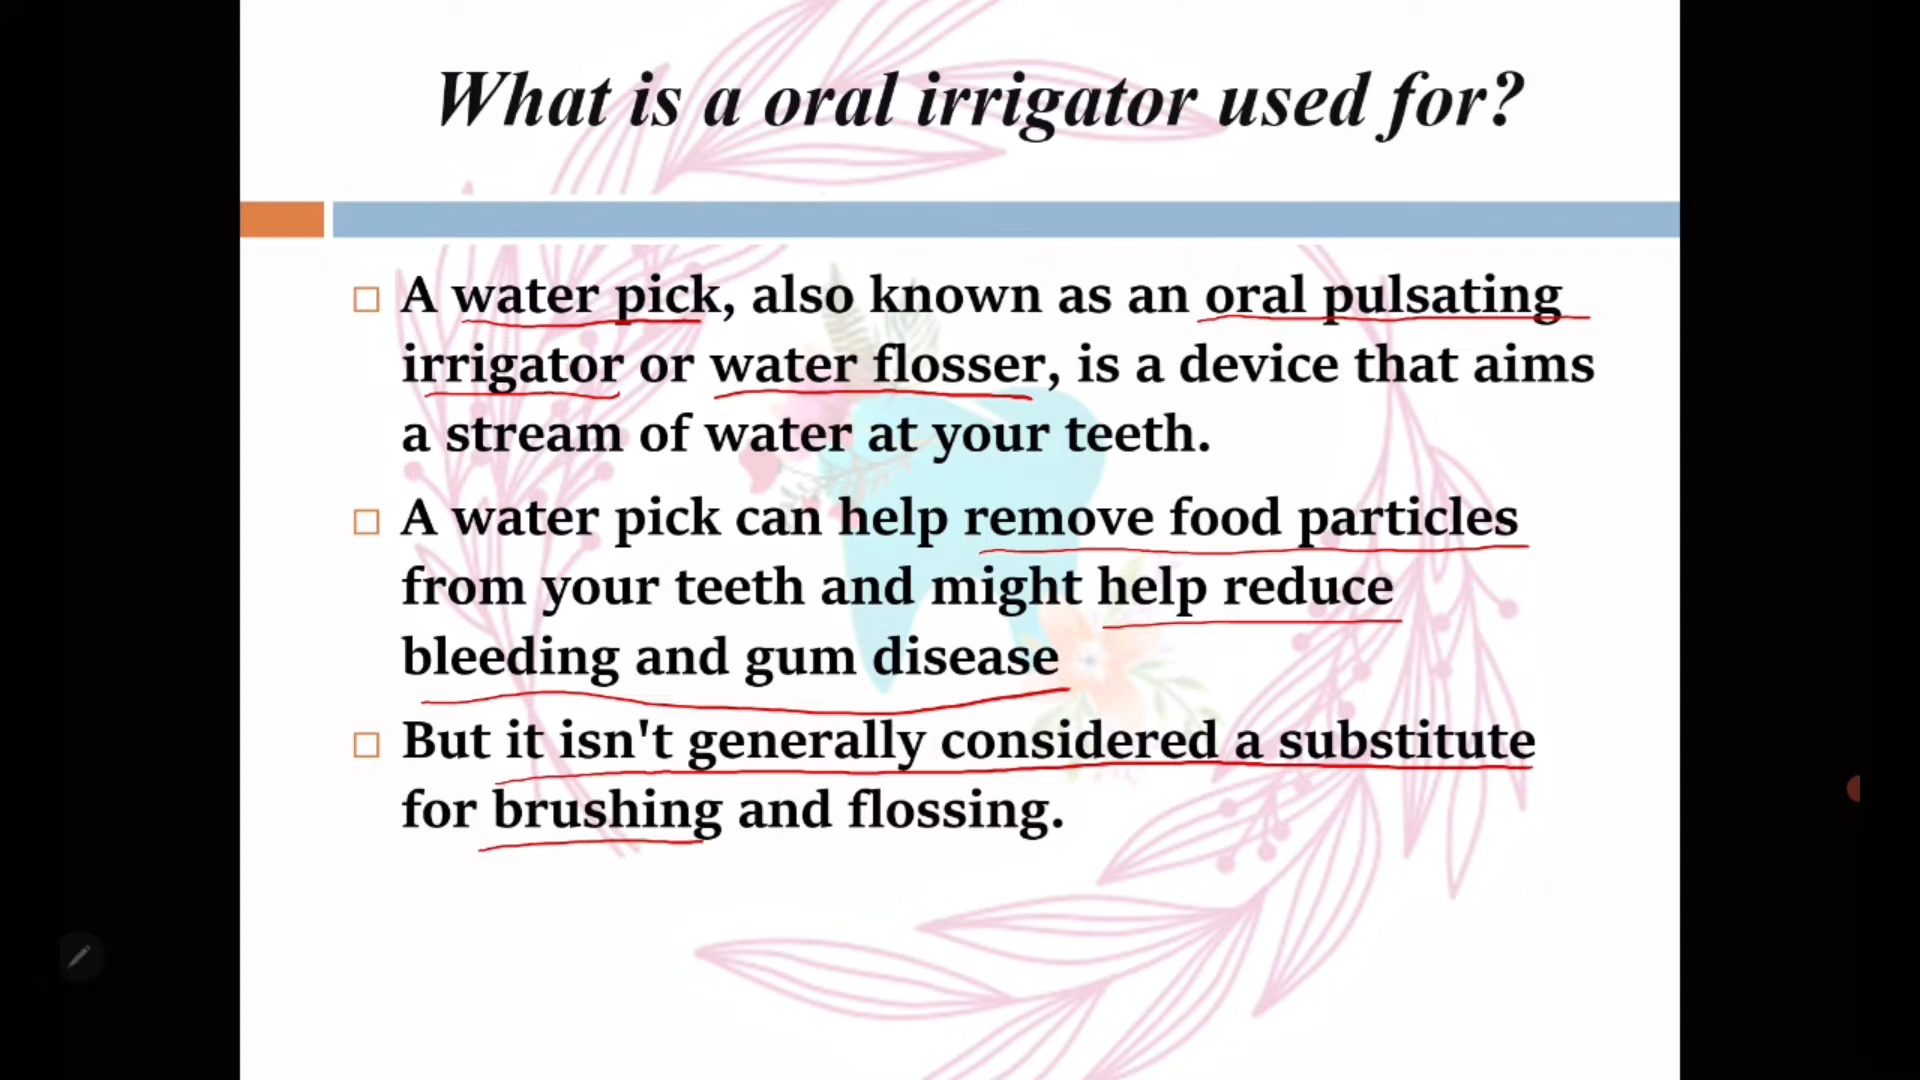 What is a oral irrigator used for?
A water pick, also known as an oral pulsating
irrigator or water flosser, is a device that aims
a stream of water at your teeth.
A water pick can help remove food particles
from your teeth and might help reduce
bleeding and gum disease
But it isn't generally considered a substitute
for brushing and flossing.